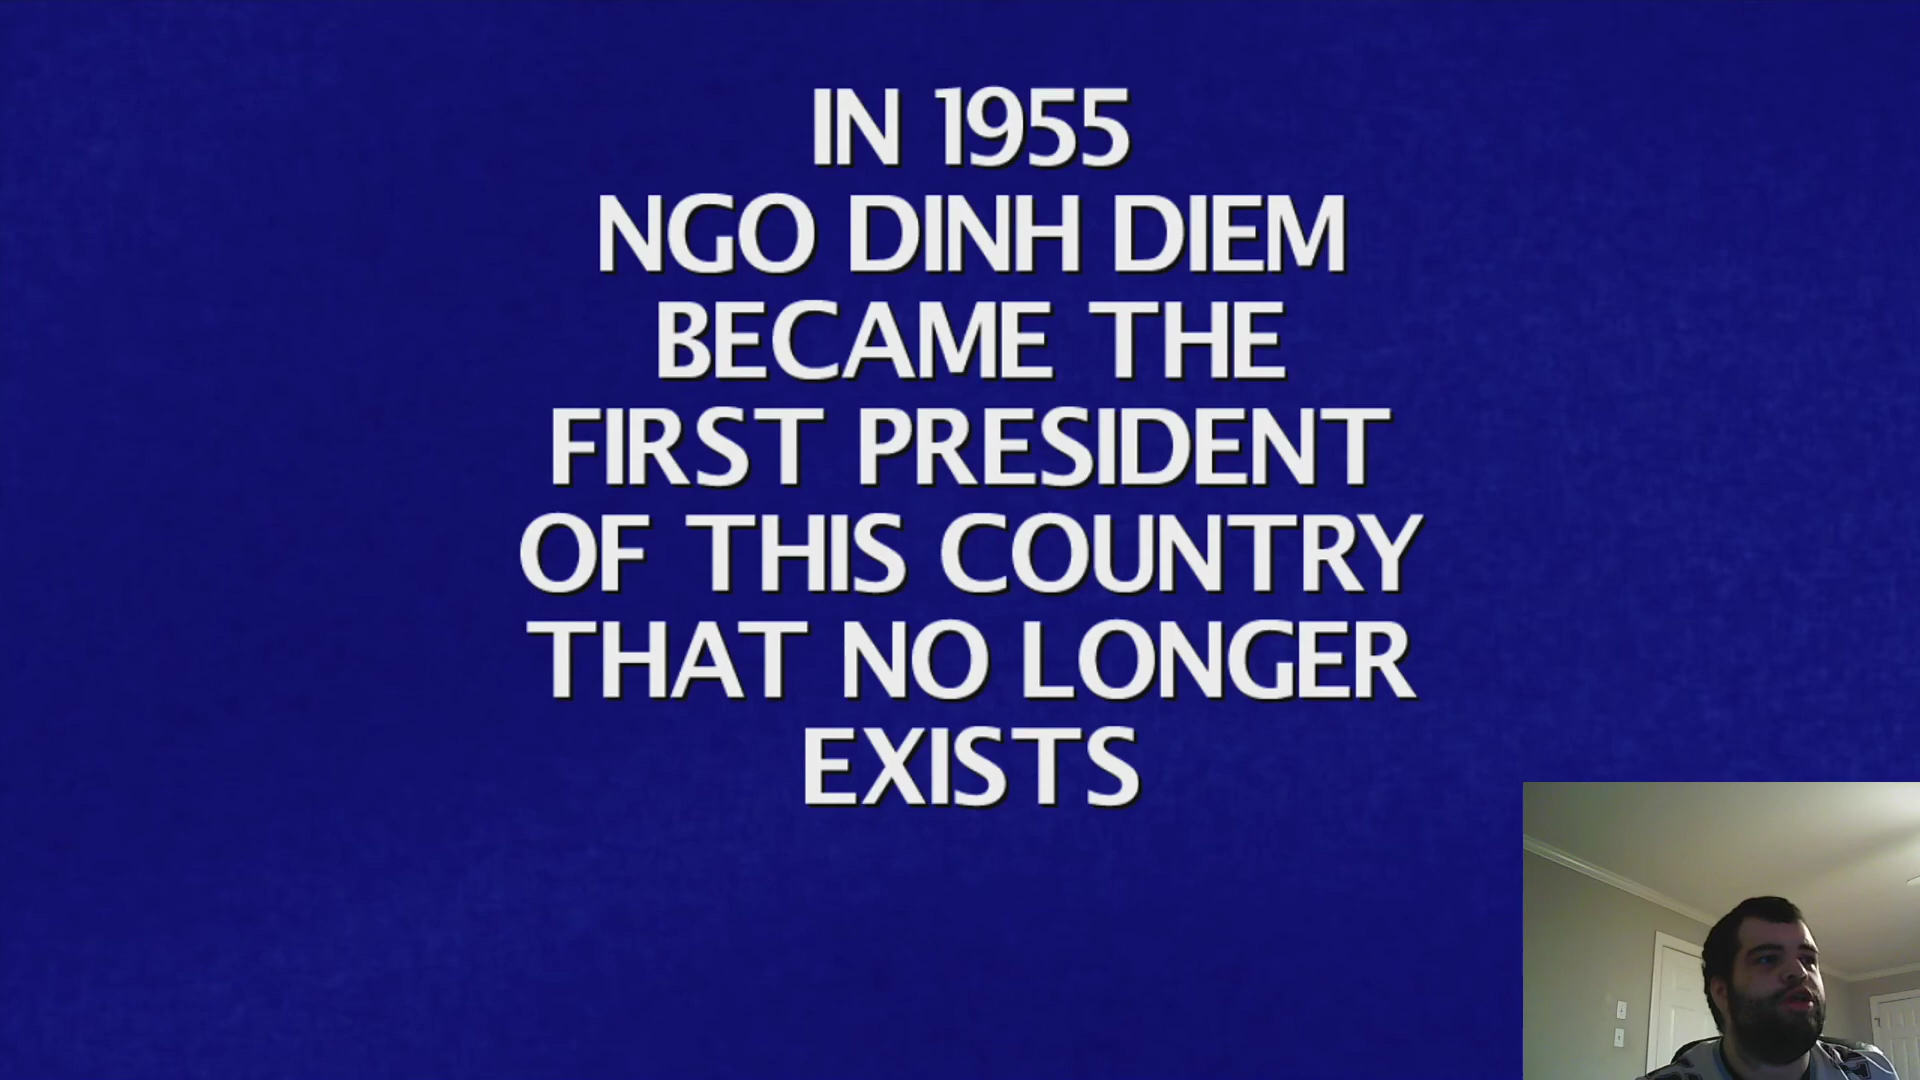 IN 1955
NGO DINH DIEM
BECAME THE
FIRST PRESIDENT
OF THIS COUNTRY
THAT NO LONGER
EXISTS